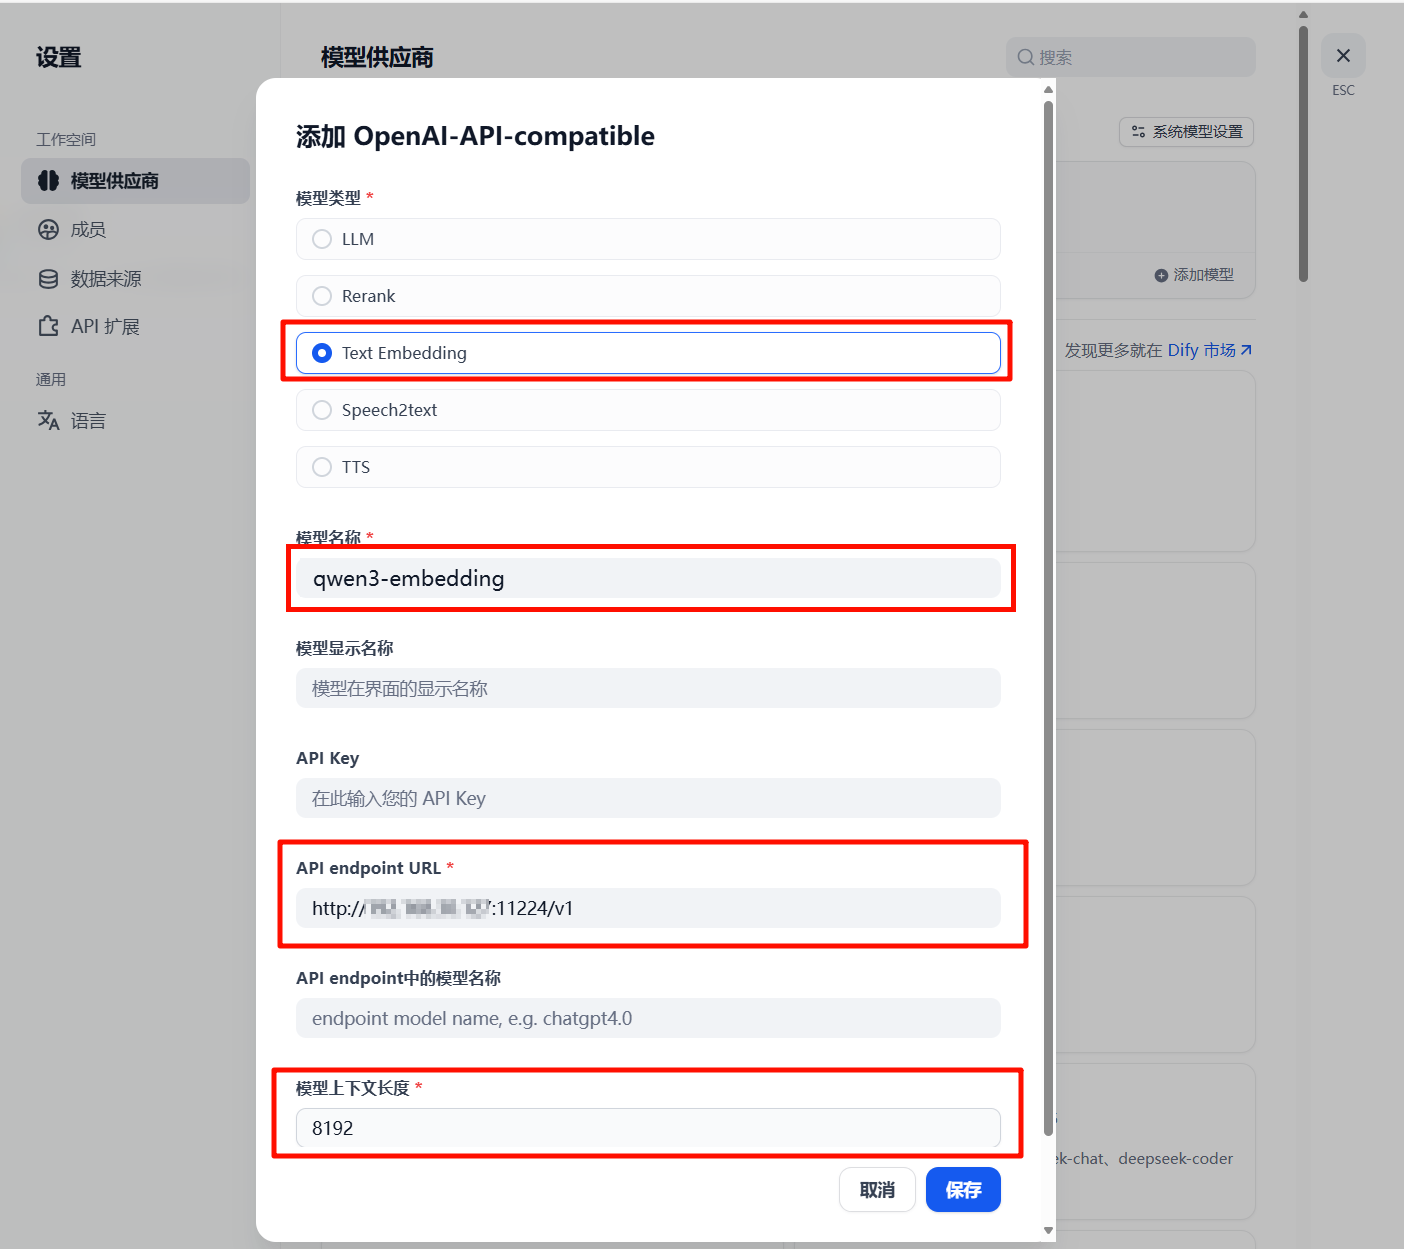 设置
模型供应商
搜索
ESC
工作空间
系统模型设置
模型供应商
成员
数据来源
API 扩展
通用
语言
添加模型
发现更多就在 Dify 市场
添加 OpenAI-API-compatible
模型类型 *
LLM
Rerank
Text Embedding
Speech2text
TTS
模型名称 *
qwen3-embedding
模型显示名称
模型在界面的显示名称
API Key
在此输入您的 API Key
API endpoint URL *
http://:11224/v1
API endpoint中的模型名称
endpoint model name, e.g. chatgpt4.0
模型上下文长度 *
8192
ek-chat、deepseek-coder
取消
保存